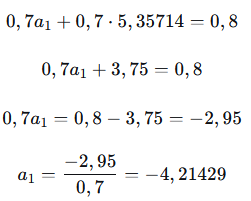 0,7a₁ + 0,7 · 5,35714 = 0,8
0,7a₁ + 3,75 = 0,8
0,7a₁ = 0,8 − 3,75 = −2,95
a₁ = −2,95 / 0,7 = −4,21429